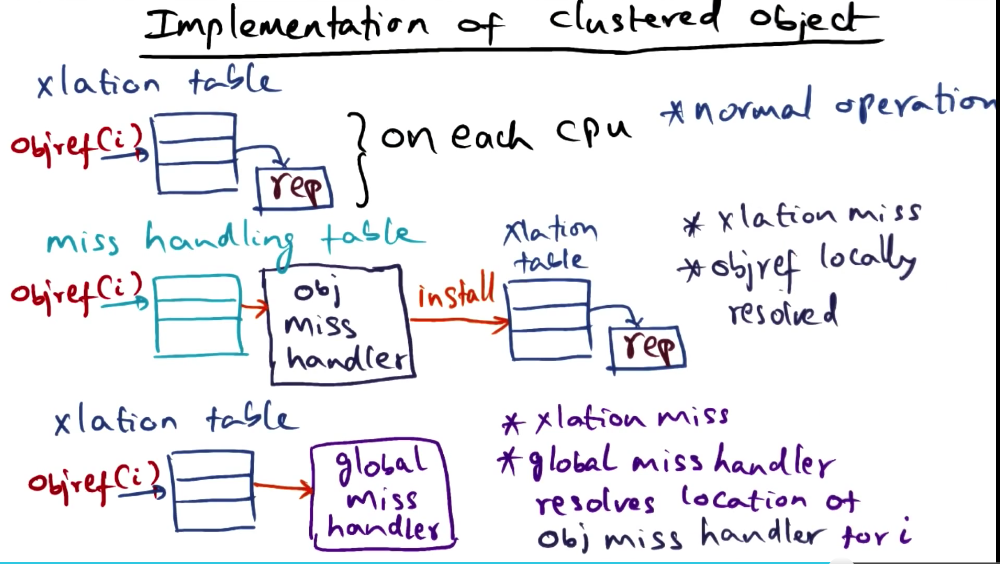 Implementation of clustered object
xlation table
objref(i)
rep
on each cpu
*normal operation
miss handling table
objref(i)
obj
miss
handler
install
xlation
table
rep
* xlation miss
*objref locally
resolved
xlation table
objref(i)
global
miss
handler
* xlation miss
*global miss handler
resolves location of
obj miss handler for i